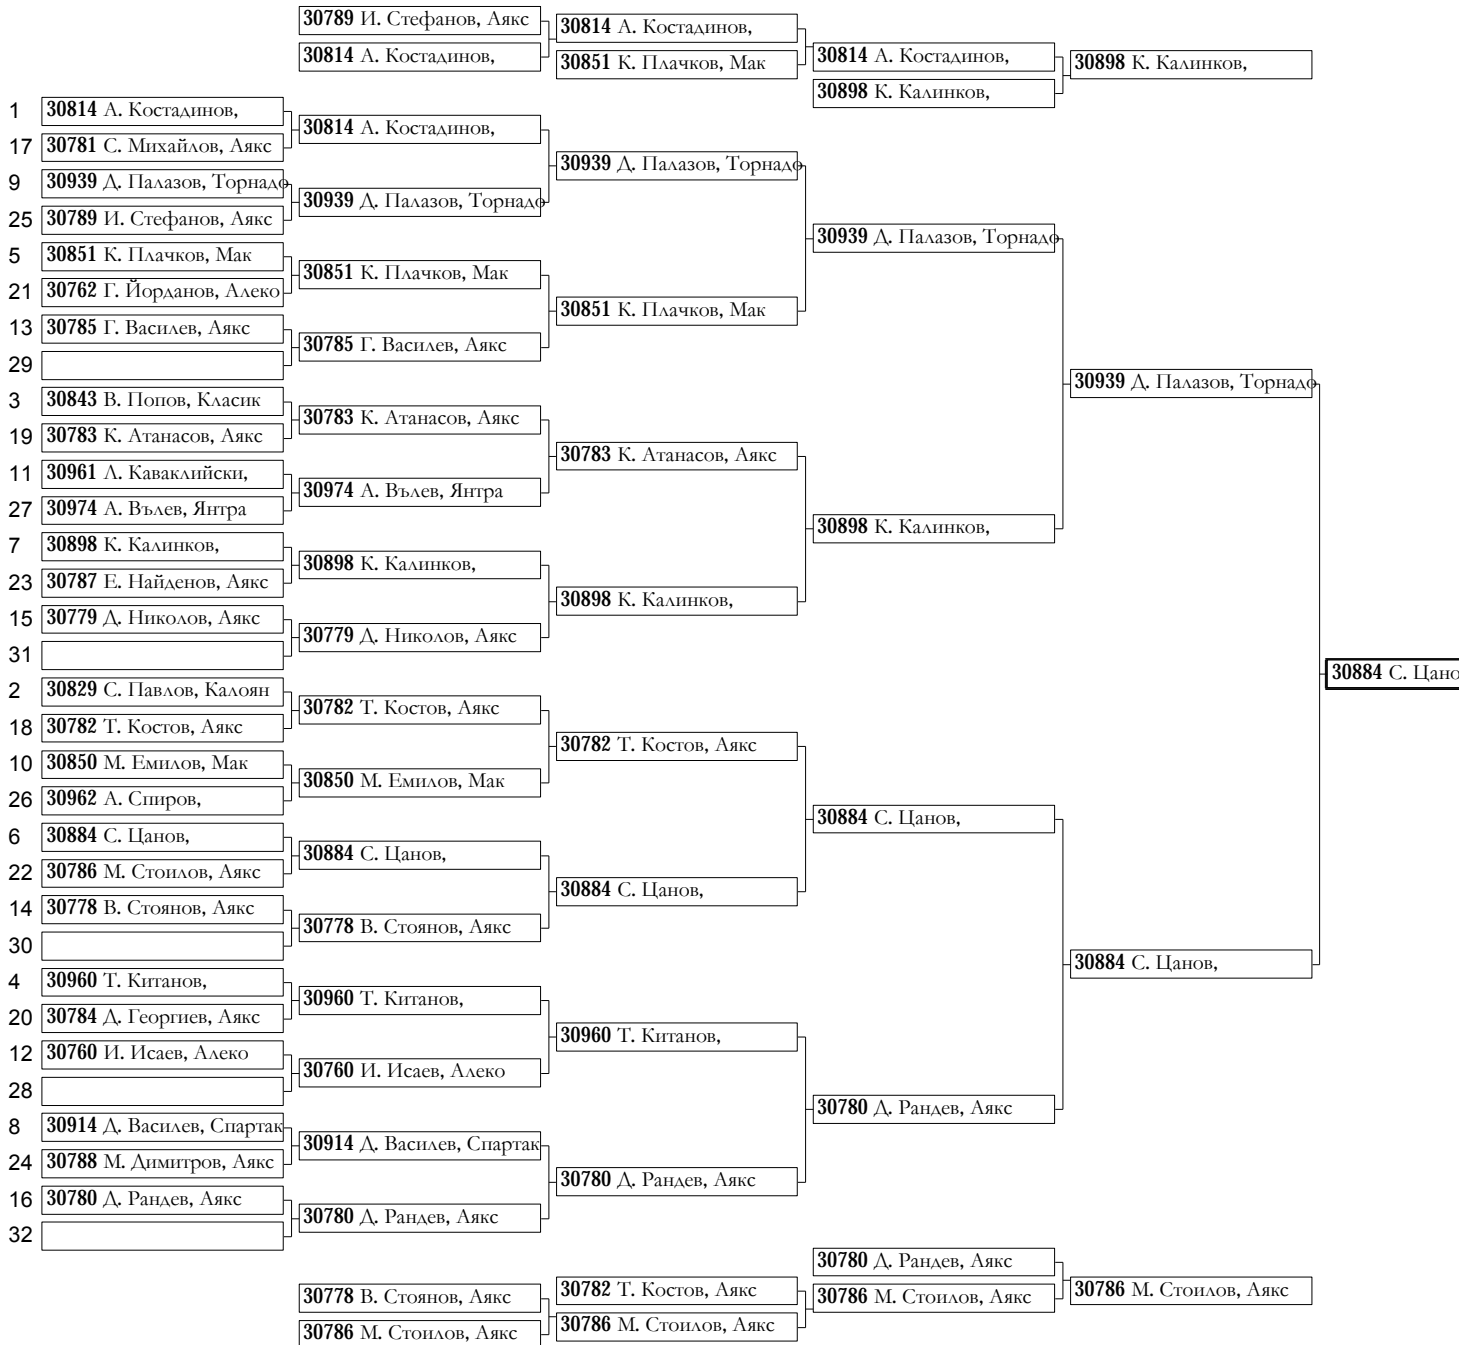 30789 И. Стефанов, Аякс
30814 А. Костадинов,
30814 А. Костадинов,
30851 К. Плачков, Мак
30814 А. Костадинов,
30898 К. Калинков,
30898 К. Калинков,
1 30814 А. Костадинов,
17 30781 С. Михайлов, Аякс
9 30939 Д. Палазов, Торнадо
25 30789 И. Стефанов, Аякс
5 30851 К. Плачков, Мак
21 30762 Г. Йорданов, Алеко
13 30785 Г. Василев, Аякс
29
3 30843 В. Попов, Класик
19 30783 К. Атанасов, Аякс
11 30961 Л. Каваклийски,
27 30974 А. Вълев, Янтра
7 30898 К. Калинков,
23 30787 Е. Найденов, Аякс
15 30779 Д. Николов, Аякс
31
2 30829 С. Павлов, Калоян
18 30782 Т. Костов, Аякс
10 30850 М. Емилов, Мак
26 30962 А. Спиров,
6 30884 С. Цанов,
22 30786 М. Стоилов, Аякс
14 30778 В. Стоянов, Аякс
30
4 30960 Т. Китанов,
20 30784 Д. Георгиев, Аякс
12 30760 И. Исаев, Алеко
28
8 30914 Д. Василев, Спартак
24 30788 М. Димитров, Аякс
16 30780 Д. Рандев, Аякс
32
30814 А. Костадинов,
30939 Д. Палазов, Торнадо
30851 К. Плачков, Мак
30785 Г. Василев, Аякс
30783 К. Атанасов, Аякс
30974 А. Вълев, Янтра
30898 К. Калинков,
30779 Д. Николов, Аякс
30782 Т. Костов, Аякс
30850 М. Емилов, Мак
30884 С. Цанов,
30778 В. Стоянов, Аякс
30960 Т. Китанов,
30760 И. Исаев, Алеко
30914 Д. Василев, Спартак
30780 Д. Рандев, Аякс
30939 Д. Палазов, Торнадо
30851 К. Плачков, Мак
30783 К. Атанасов, Аякс
30898 К. Калинков,
30782 Т. Костов, Аякс
30884 С. Цанов,
30960 Т. Китанов,
30780 Д. Рандев, Аякс
30939 Д. Палазов, Торнадо
30898 К. Калинков,
30884 С. Цанов,
30780 Д. Рандев, Аякс
30939 Д. Палазов, Торнадо
30884 С. Цанов,
30884 С. Цано
30778 В. Стоянов, Аякс
30786 М. Стоилов, Аякс
30782 Т. Костов, Аякс
30786 М. Стоилов, Аякс
30780 Д. Рандев, Аякс
30786 М. Стоилов, Аякс
30786 М. Стоилов, Аякс